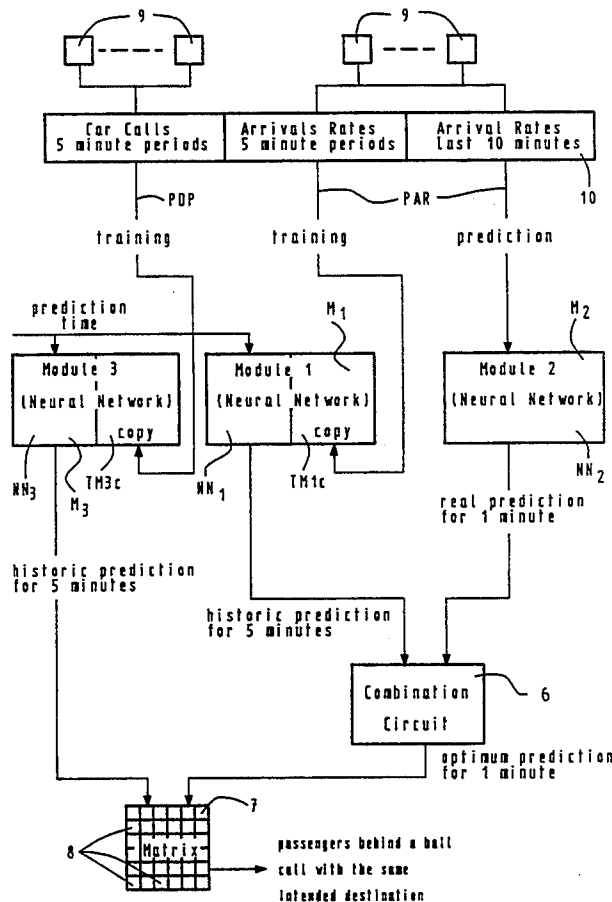 9
9
Car Calls
5 minute periods
Arrivals Rates
5 minute periods
Arrival Rates
last 10 minutes
10
PDP
PAR
training
training
prediction
prediction
time
M1
M2
Module 3
(Neural Network)
copy
Module 1
(Neural Network)
copy
Module 2
(Neural Network)
NN3
M3
TM3c
NN1
TM1c
NN2
real prediction
for 1 minute
historic prediction
for 5 minutes
historic prediction
for 5 minutes
Combination
Circuit
6
optimum prediction
for 1 minute
7
8
Matrix
passengers behind a hall
call with the same
intended destination